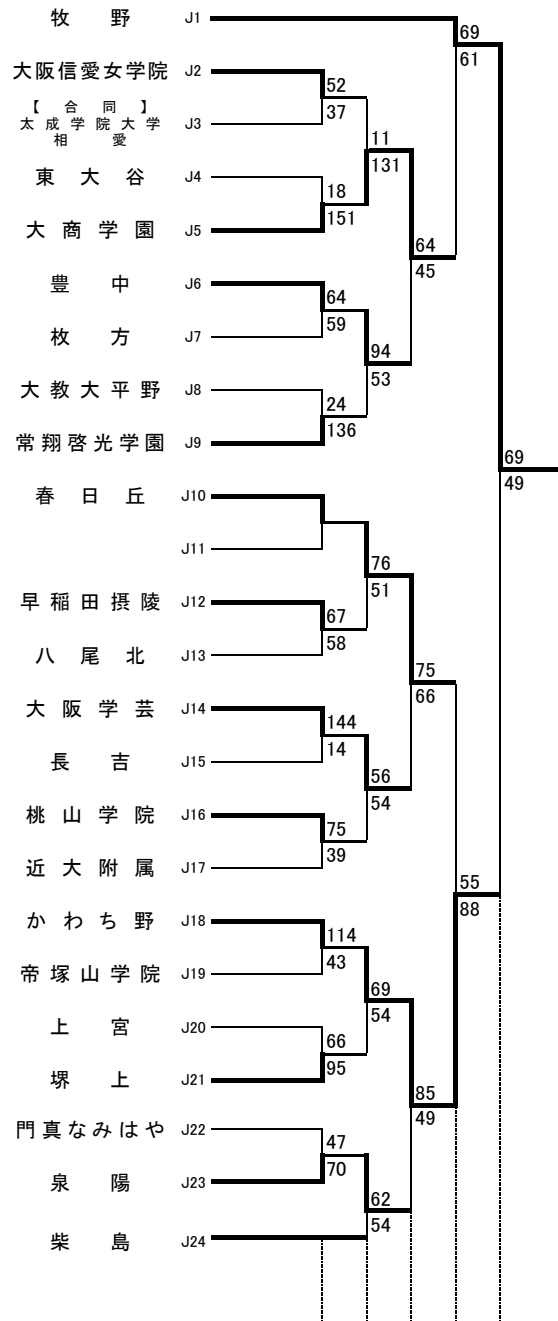 牧野 J1
69
61
大阪信愛女学院 J2
52
37
【合同】
太成学院大学
相愛
J3
11
131
東大谷 J4
18
151
大商学園 J5
64
45
豊中 J6
64
59
枚方 J7
94
53
大教大平野 J8
24
136
常翔啓光学園 J9
69
49
春日丘 J10
J11
76
51
早稲田摂陵 J12
67
58
八尾北 J13
75
66
大阪学芸 J14
144
14
長吉 J15
56
54
桃山学院 J16
75
39
近大附属 J17
55
88
かわち野 J18
114
43
帝塚山学院 J19
69
54
上宮 J20
66
95
堺上 J21
85
49
門真なみはや J22
47
70
泉陽 J23
62
54
柴島 J24